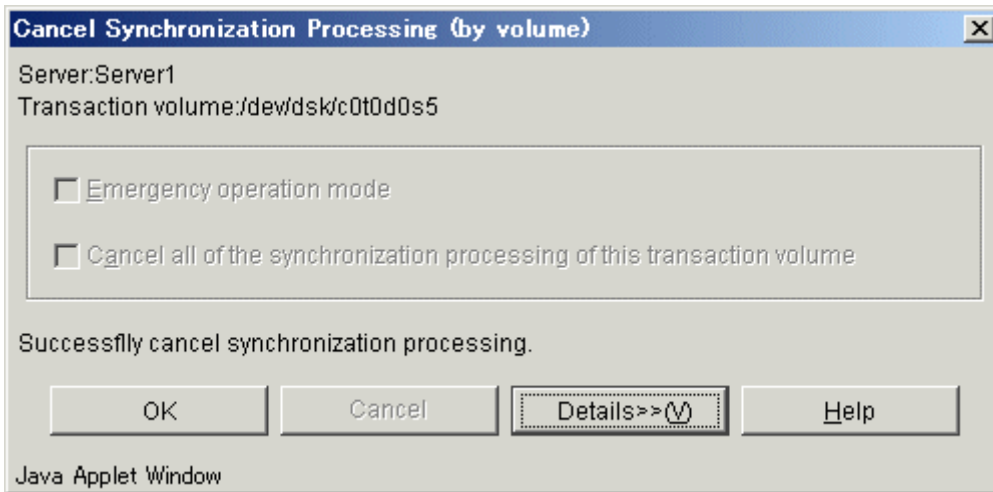 Cancel Synchronization Processing (by volume)
Server:Server1
Transaction volume:/dev/dsk/c0t0d0s5
Emergency operation mode
Cancel all of the synchronization processing of this transaction volume
Successflly cancel synchronization processing.
OK Cancel Details>>(V) Help
Java Applet Window